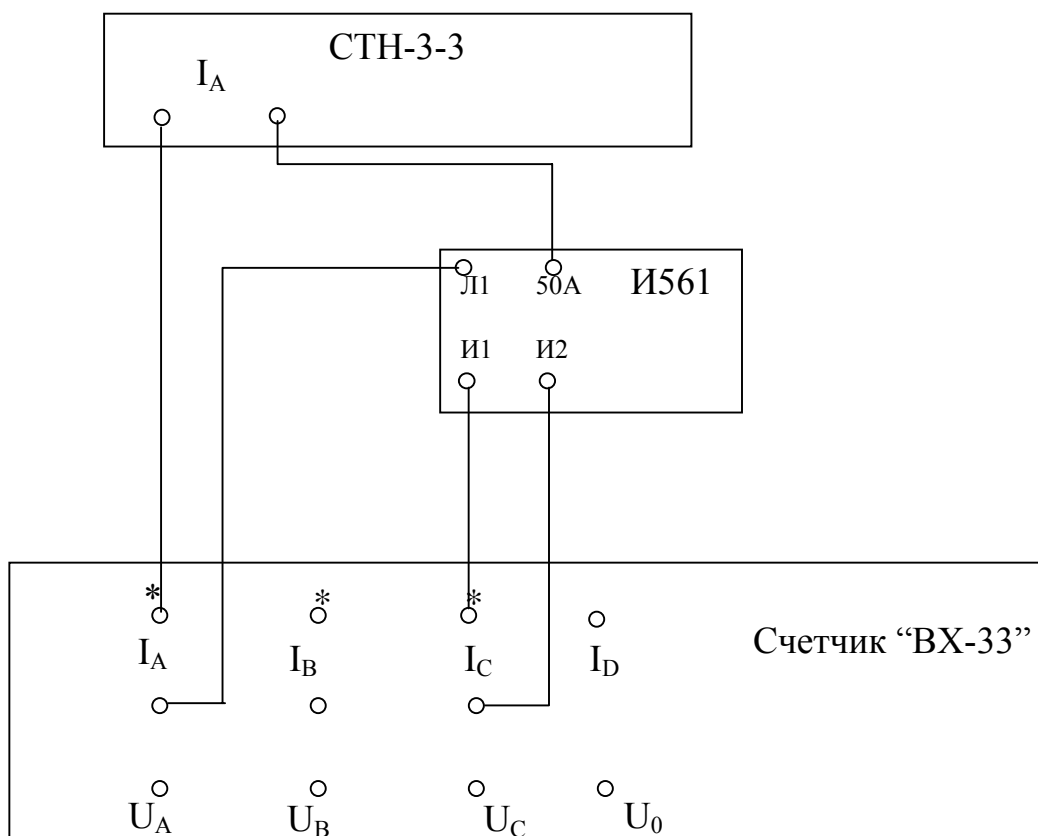 СТН-3-3
I_A
Л1 50А И561
И1 И2
* * *
I_A I_B I_C I_D Счетчик “ВХ-33”
U_A U_B U_C U_0